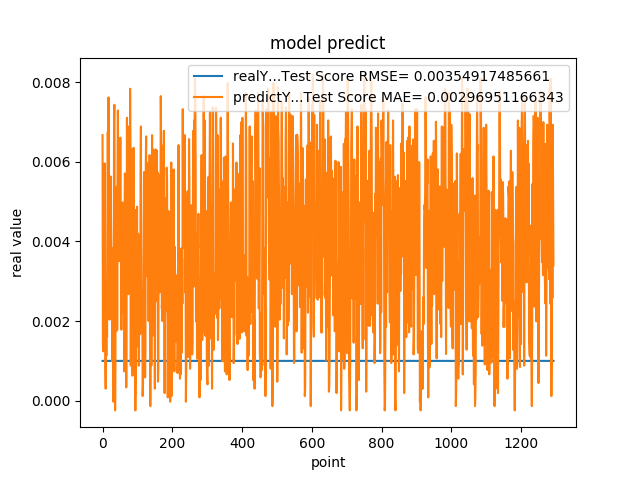 model predict
realY...Test Score RMSE= 0.00354917485661
predictY...Test Score MAE= 0.00296951166343
0.008
0.006
0.004
0.002
0.000
real value
0 200 400 600 800 1000 1200
point